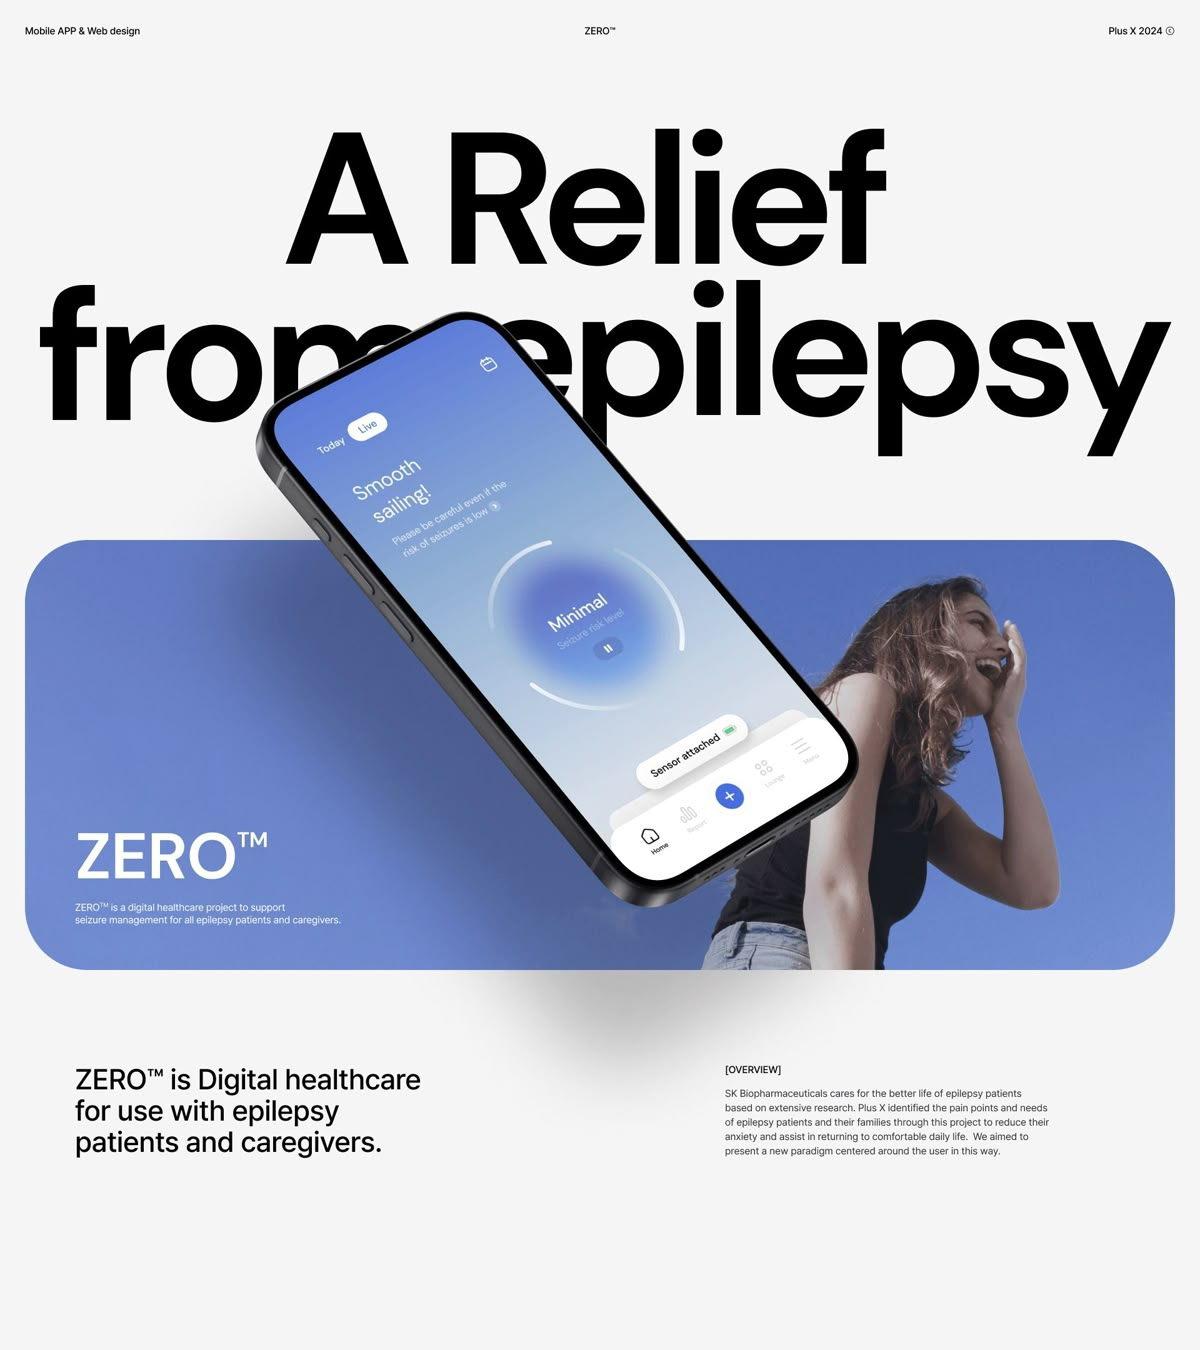 Mobile APP & Web design
ZERO™
Plus X 2024 ⓒ
A Relief
from epilepsy
Today
Live
Smooth
sailing!
Please be careful even if the
risk of seizures is low
Minimal
Seizure risk level
Sensor attached
Home
Report
Lounge
Menu
ZERO™
ZERO™ is a digital healthcare project to support
seizure management for all epilepsy patients and caregivers.
ZERO™ is Digital healthcare
for use with epilepsy
patients and caregivers.
[OVERVIEW]
SK Biopharmaceuticals cares for the better life of epilepsy patients
based on extensive research. Plus X identified the pain points and needs
of epilepsy patients and their families through this project to reduce their
anxiety and assist in returning to comfortable daily life.  We aimed to
present a new paradigm centered around the user in this way.